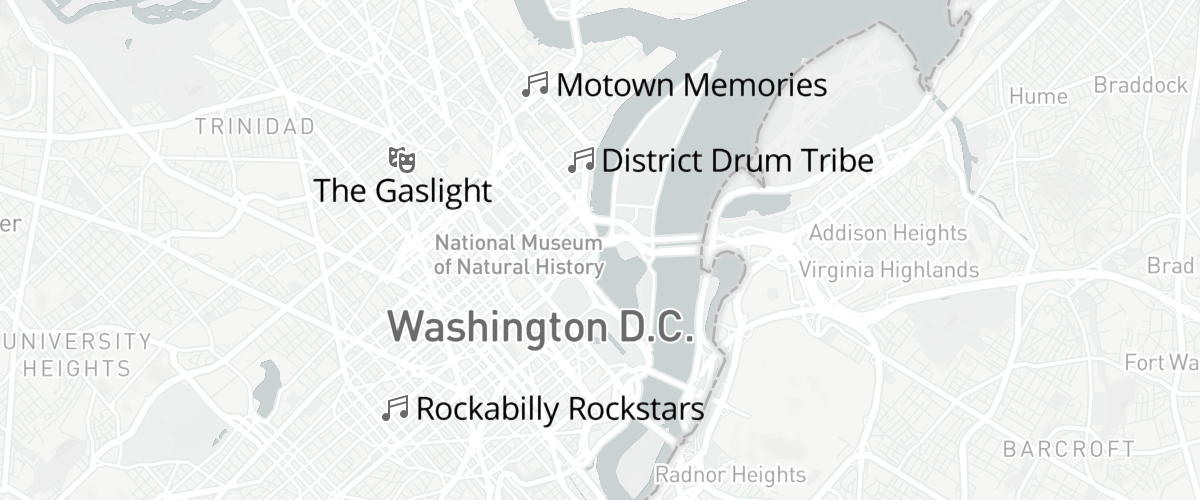 Motown Memories
Braddock
Hume
TRINIDAD
District Drum Tribe
The Gaslight
er
Addison Heights
National Museum
of Natural History
Virginia Highlands
Brad
Washington D.C.
UNIVERSITY
HEIGHTS
Fort Wa
Rockabilly Rockstars
BARCROFT
Radnor Heights